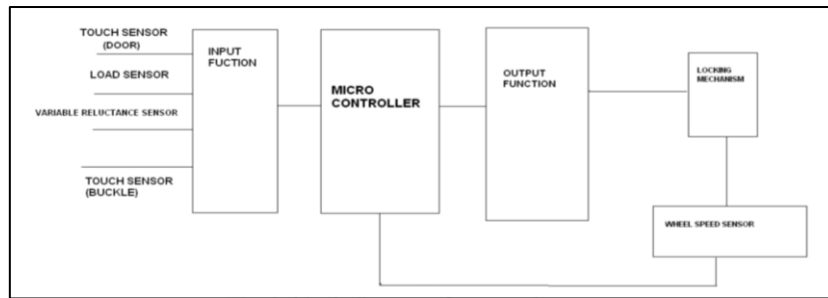 TOUCH SENSOR
(DOOR)
LOAD SENSOR
VARIABLE RELUCTANCE SENSOR
TOUCH SENSOR
(BUCKLE)
INPUT
FUCTION
MICRO
CONTROLLER
OUTPUT
FUNCTION
LOCKING
MECHANISM
WHEEL SPEED SENSOR